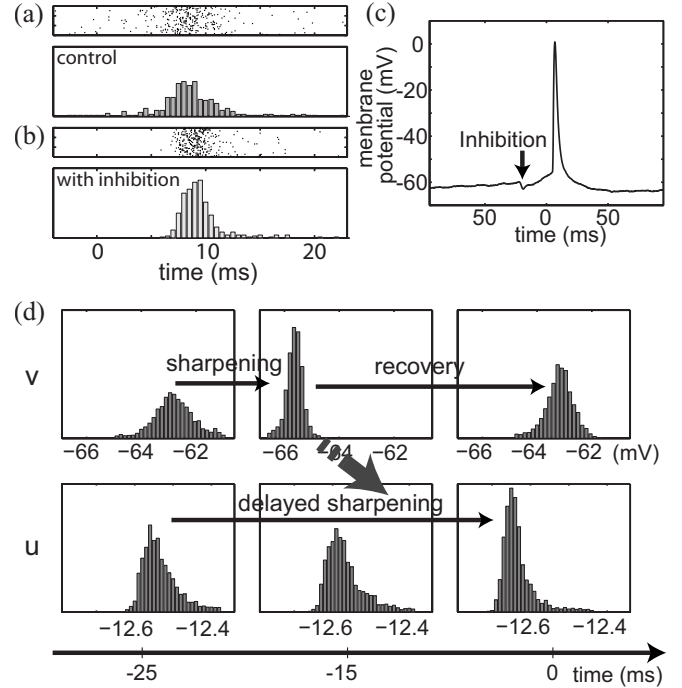 (a)
control
(b)
with inhibition
0 10 20
time (ms)
(c)
0
-20
-40
-60
menbrane
potential (mV)
Inhibition
50 0 50
time (ms)
(d)
v
sharpening
recovery
−66 −64 −62
−66 −64 −62
−66 −64 −62 (mV)
u
delayed sharpening
−12.6 −12.4
−12.6 −12.4
−12.6 −12.4
-25 -15 0 time (ms)